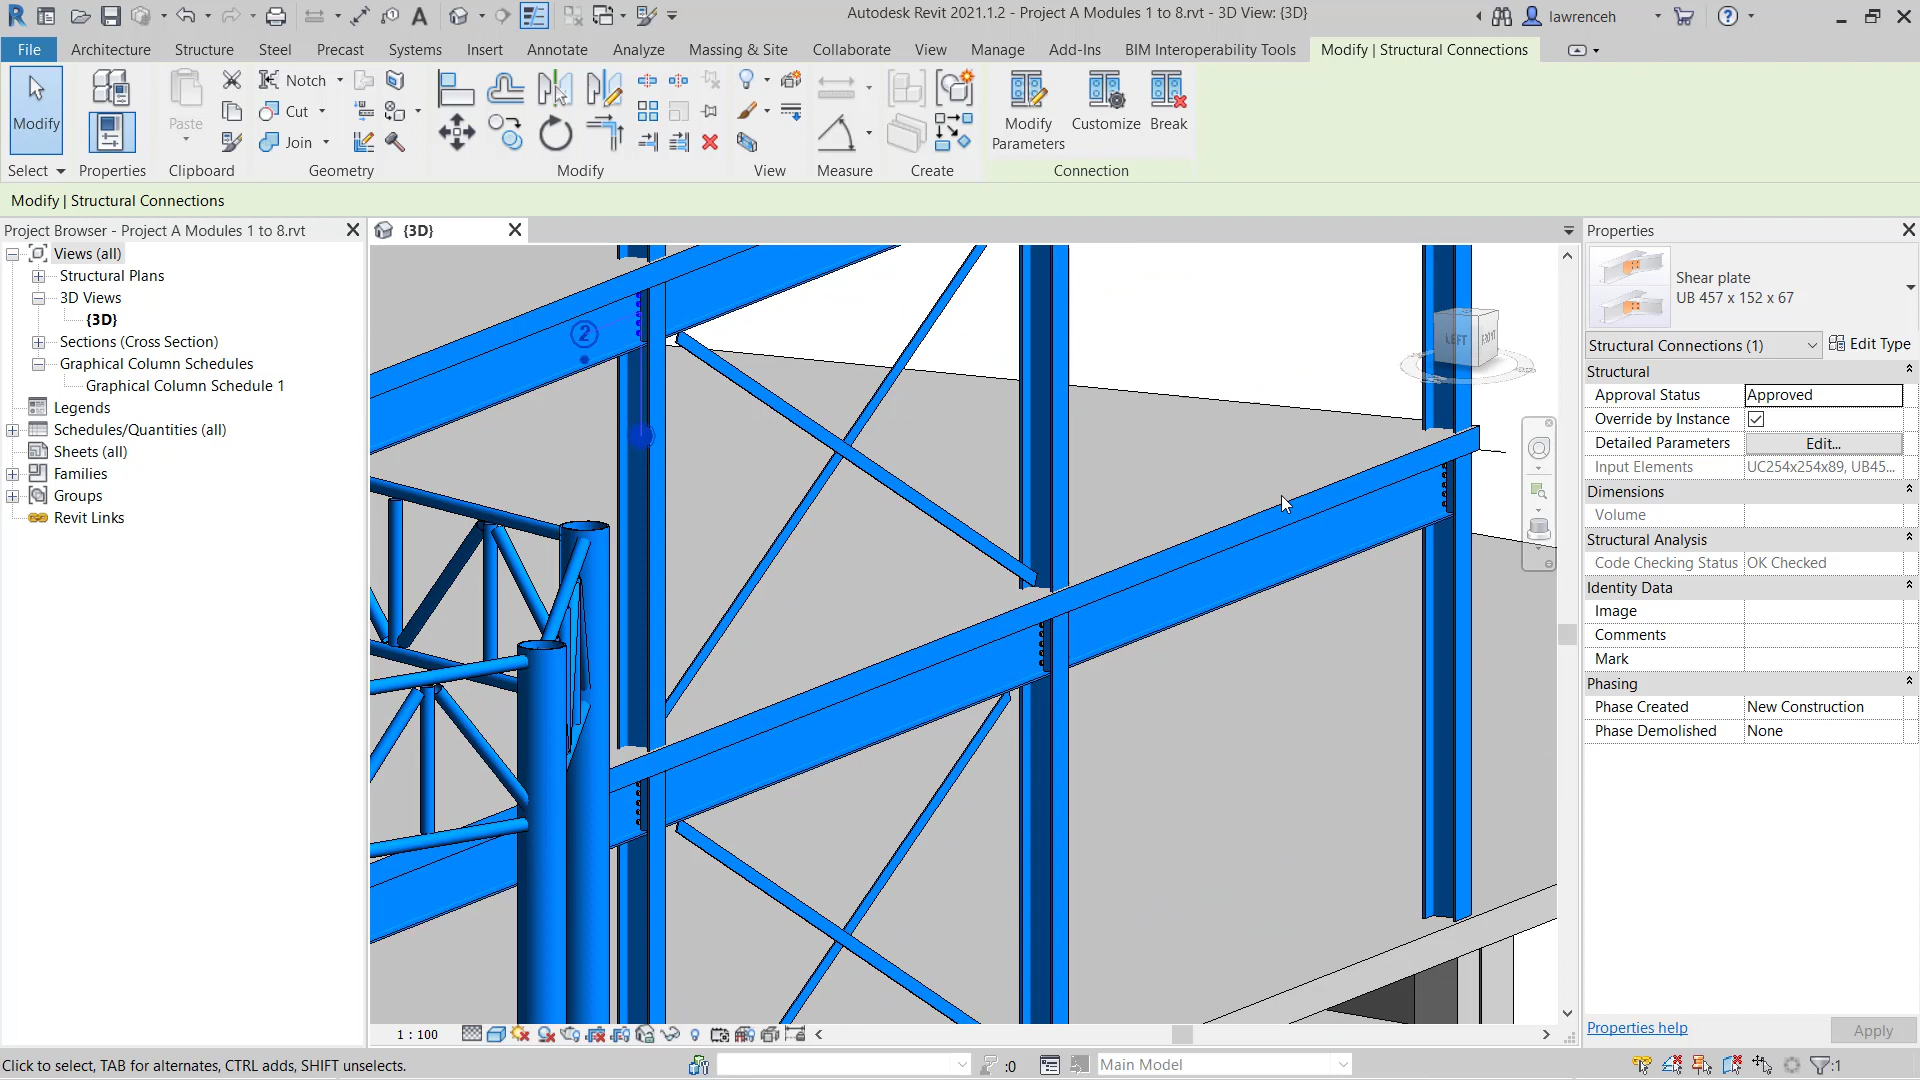 Autodesk Revit 2021.1.2 - Project A Modules 1 to 8.rvt - 3D View: {3D}
lawrenceh
File
Architecture
Structure
Steel
Precast
Systems
Insert
Annotate
Analyze
Massing & Site
Collaborate
View
Manage
Add-Ins
BIM Interoperability Tools
Modify | Structural Connections
Modify
Paste
Notch
Cut
Join
Modify
Parameters
Customize
Break
Select
Properties
Clipboard
Geometry
Modify
View
Measure
Create
Connection
Modify | Structural Connections
Project Browser - Project A Modules 1 to 8.rvt
Views (all)
Structural Plans
3D Views
{3D}
Sections (Cross Section)
Graphical Column Schedules
Graphical Column Schedule 1
Legends
Schedules/Quantities (all)
Sheets (all)
Families
Groups
Revit Links
{3D}
2
LEFT
FRONT
1 : 100
Properties
Shear plate
UB 457 x 152 x 67
Structural Connections (1)
Edit Type
Structural
Approval Status Approved
Override by Instance
Detailed Parameters Edit...
Input Elements UC254x254x89, UB45...
Dimensions
Volume
Structural Analysis
Code Checking Status OK Checked
Identity Data
Image
Comments
Mark
Phasing
Phase Created New Construction
Phase Demolished None
Properties help
Apply
Click to select, TAB for alternates, CTRL adds, SHIFT unselects.
:0
Main Model
:1